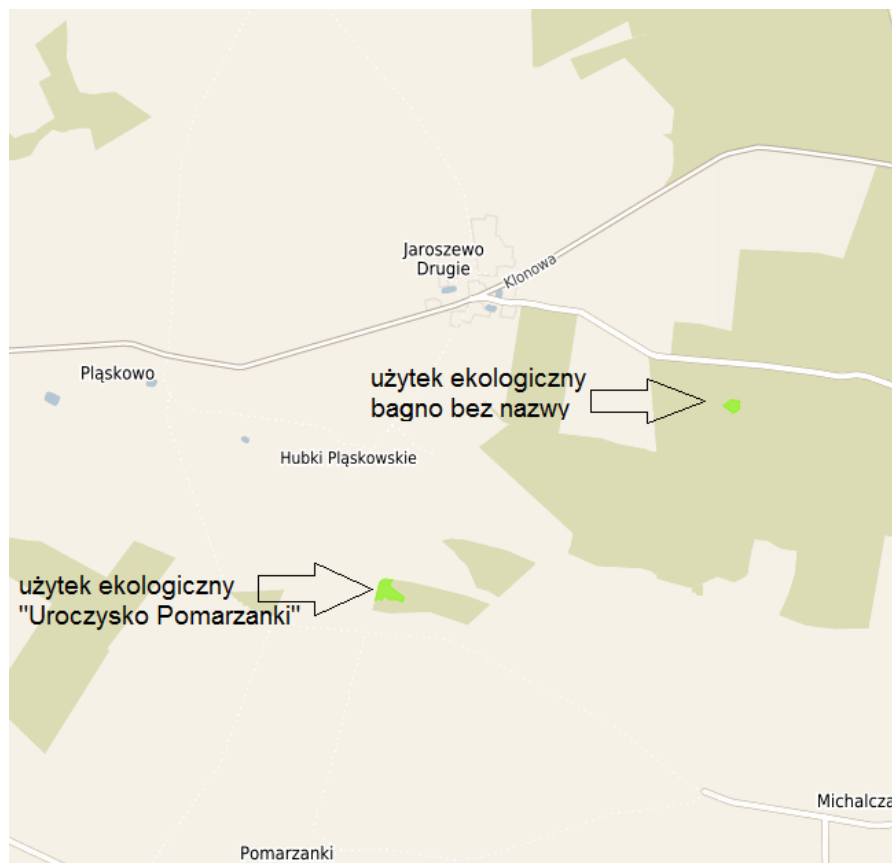 Jaroszewo
Drugie
Klonowa
Pląskowo
użytek ekologiczny
bagno bez nazwy
Hubki Pląskowskie
użytek ekologiczny
"Uroczysko Pomarzanki"
Michalcza
Pomarzanki